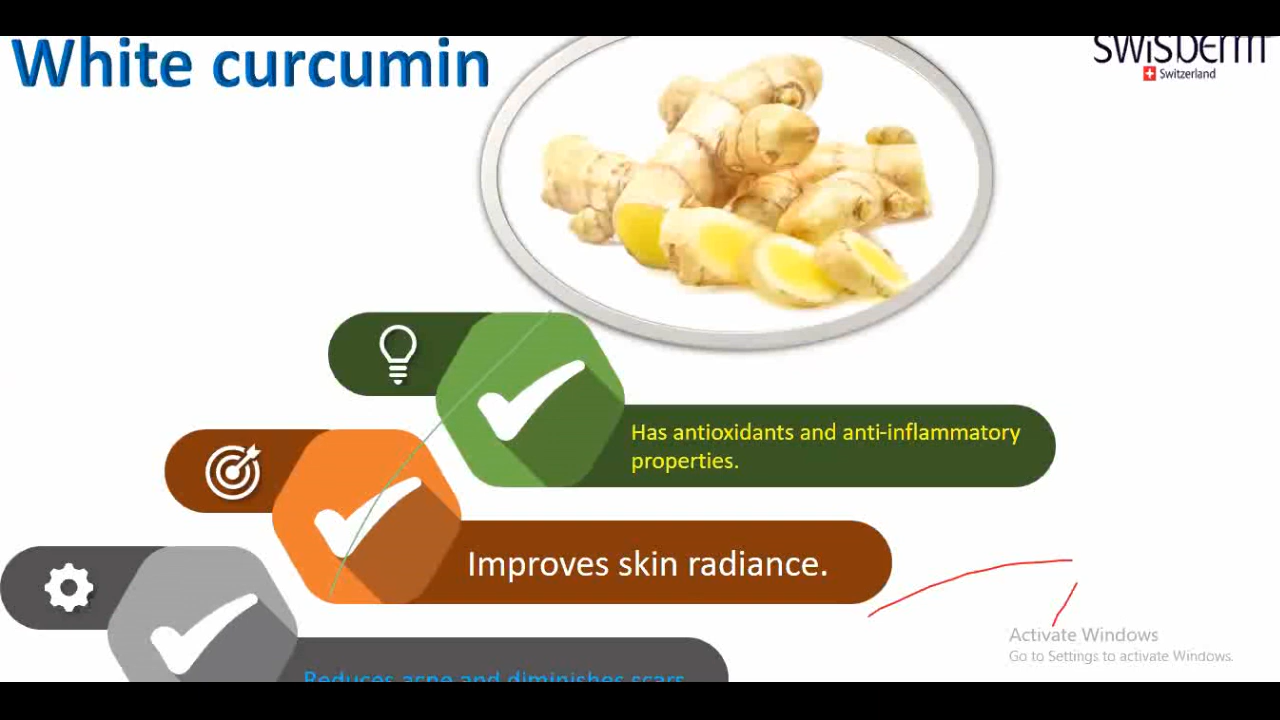 White curcumin
SWISDERM
Switzerland
Has antioxidants and anti-inflammatory
properties.
Improves skin radiance.
Reduces acne and diminishes scars
Activate Windows
Go to Settings to activate Windows.